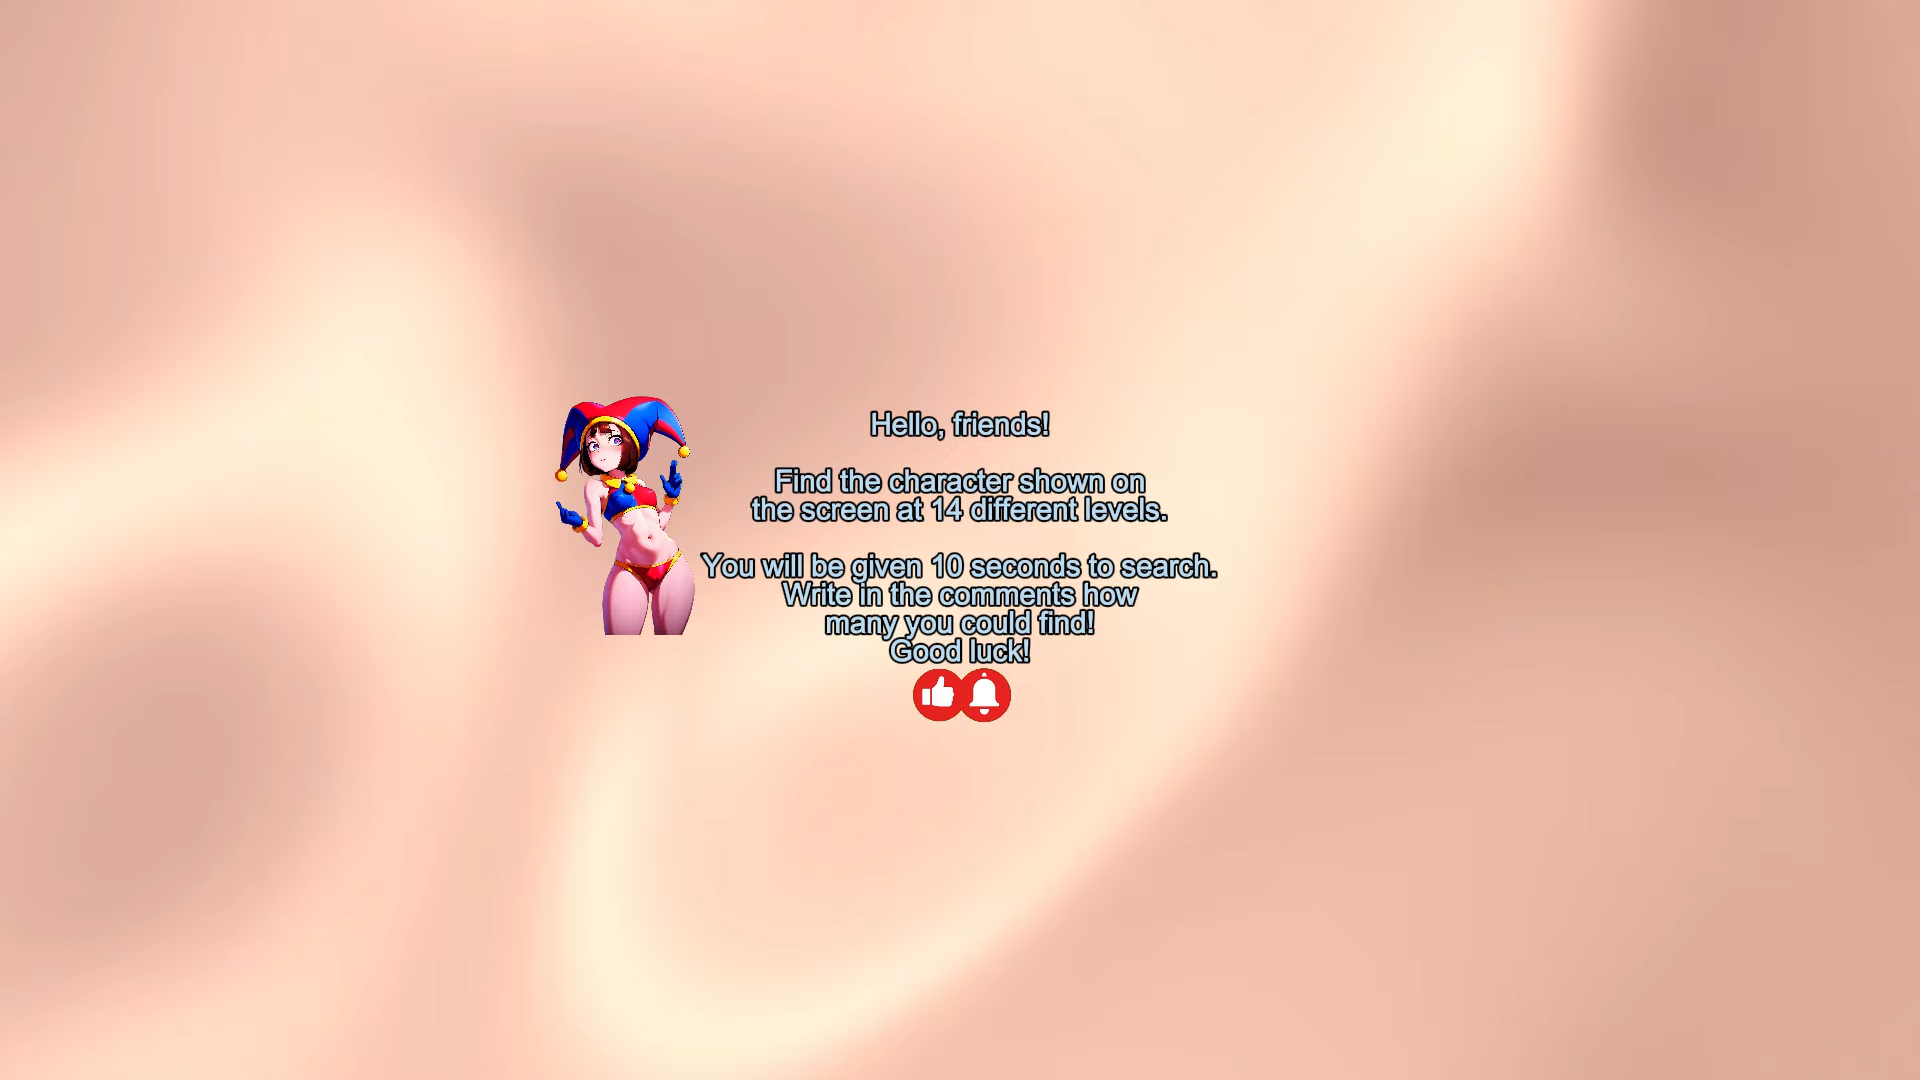 Hello, friends!
Find the character shown on
the screen at 14 different levels.
You will be given 10 seconds to search.
Write in the comments how
many you could find!
Good luck!